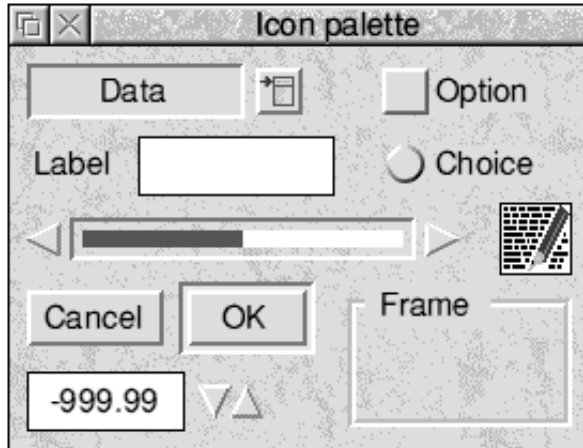 Icon palette
Data
Option
Label
Choice
Cancel
OK
Frame
-999.99